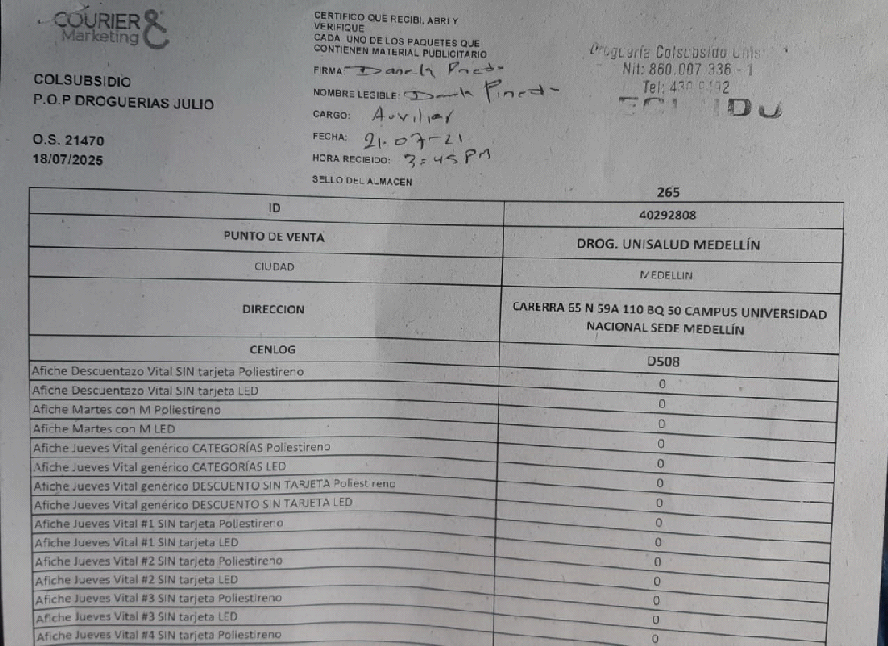 COURIER &
Marketing
COLSUBSIDIO
P.O.P DROGUERIAS JULIO
O.S. 21470
18/07/2025
CERTIFICO QUE RECIBI, ABRI Y
VERIFIQUE
CADA UNO DE LOS PAQUETES QUE
CONTIENEN MATERIAL PUBLICITARIO
FIRMA
NOMBRE LEGIBLE:
CARGO: Auxiliar
FECHA: 21-07-21
HORA RECIBIDO: 3:45 PM
SELLO DEL ALMACEN
Droguería Colsubsidio Unis
Nit: 860.007.336 - 1
265
ID 40292808
PUNTO DE VENTA DROG. UNISALUD MEDELLÍN
CIUDAD MEDELLIN
DIRECCION CARERRA 65 N 59A 110 BQ 50 CAMPUS UNIVERSIDAD
NACIONAL SEDE MEDELLÍN
CENLOG D508
Afiche Descuentazo Vital SIN tarjeta Poliestireno 0
Afiche Descuentazo Vital SIN tarjeta LED 0
Afiche Martes con M Poliestireno 0
Afiche Martes con M LED 0
Afiche Jueves Vital genérico CATEGORÍAS Poliestireno 0
Afiche Jueves Vital genérico CATEGORÍAS LED 0
Afiche Jueves Vital genérico DESCUENTO SIN TARJETA Poliestireno 0
Afiche Jueves Vital genérico DESCUENTO SIN TARJETA LED 0
Afiche Jueves Vital #1 SIN tarjeta Poliestireno 0
Afiche Jueves Vital #1 SIN tarjeta LED 0
Afiche Jueves Vital #2 SIN tarjeta Poliestireno 0
Afiche Jueves Vital #2 SIN tarjeta LED 0
Afiche Jueves Vital #3 SIN tarjeta Poliestireno 0
Afiche Jueves Vital #3 SIN tarjeta LED 0
Afiche Jueves Vital #4 SIN tarjeta Poliestireno 0